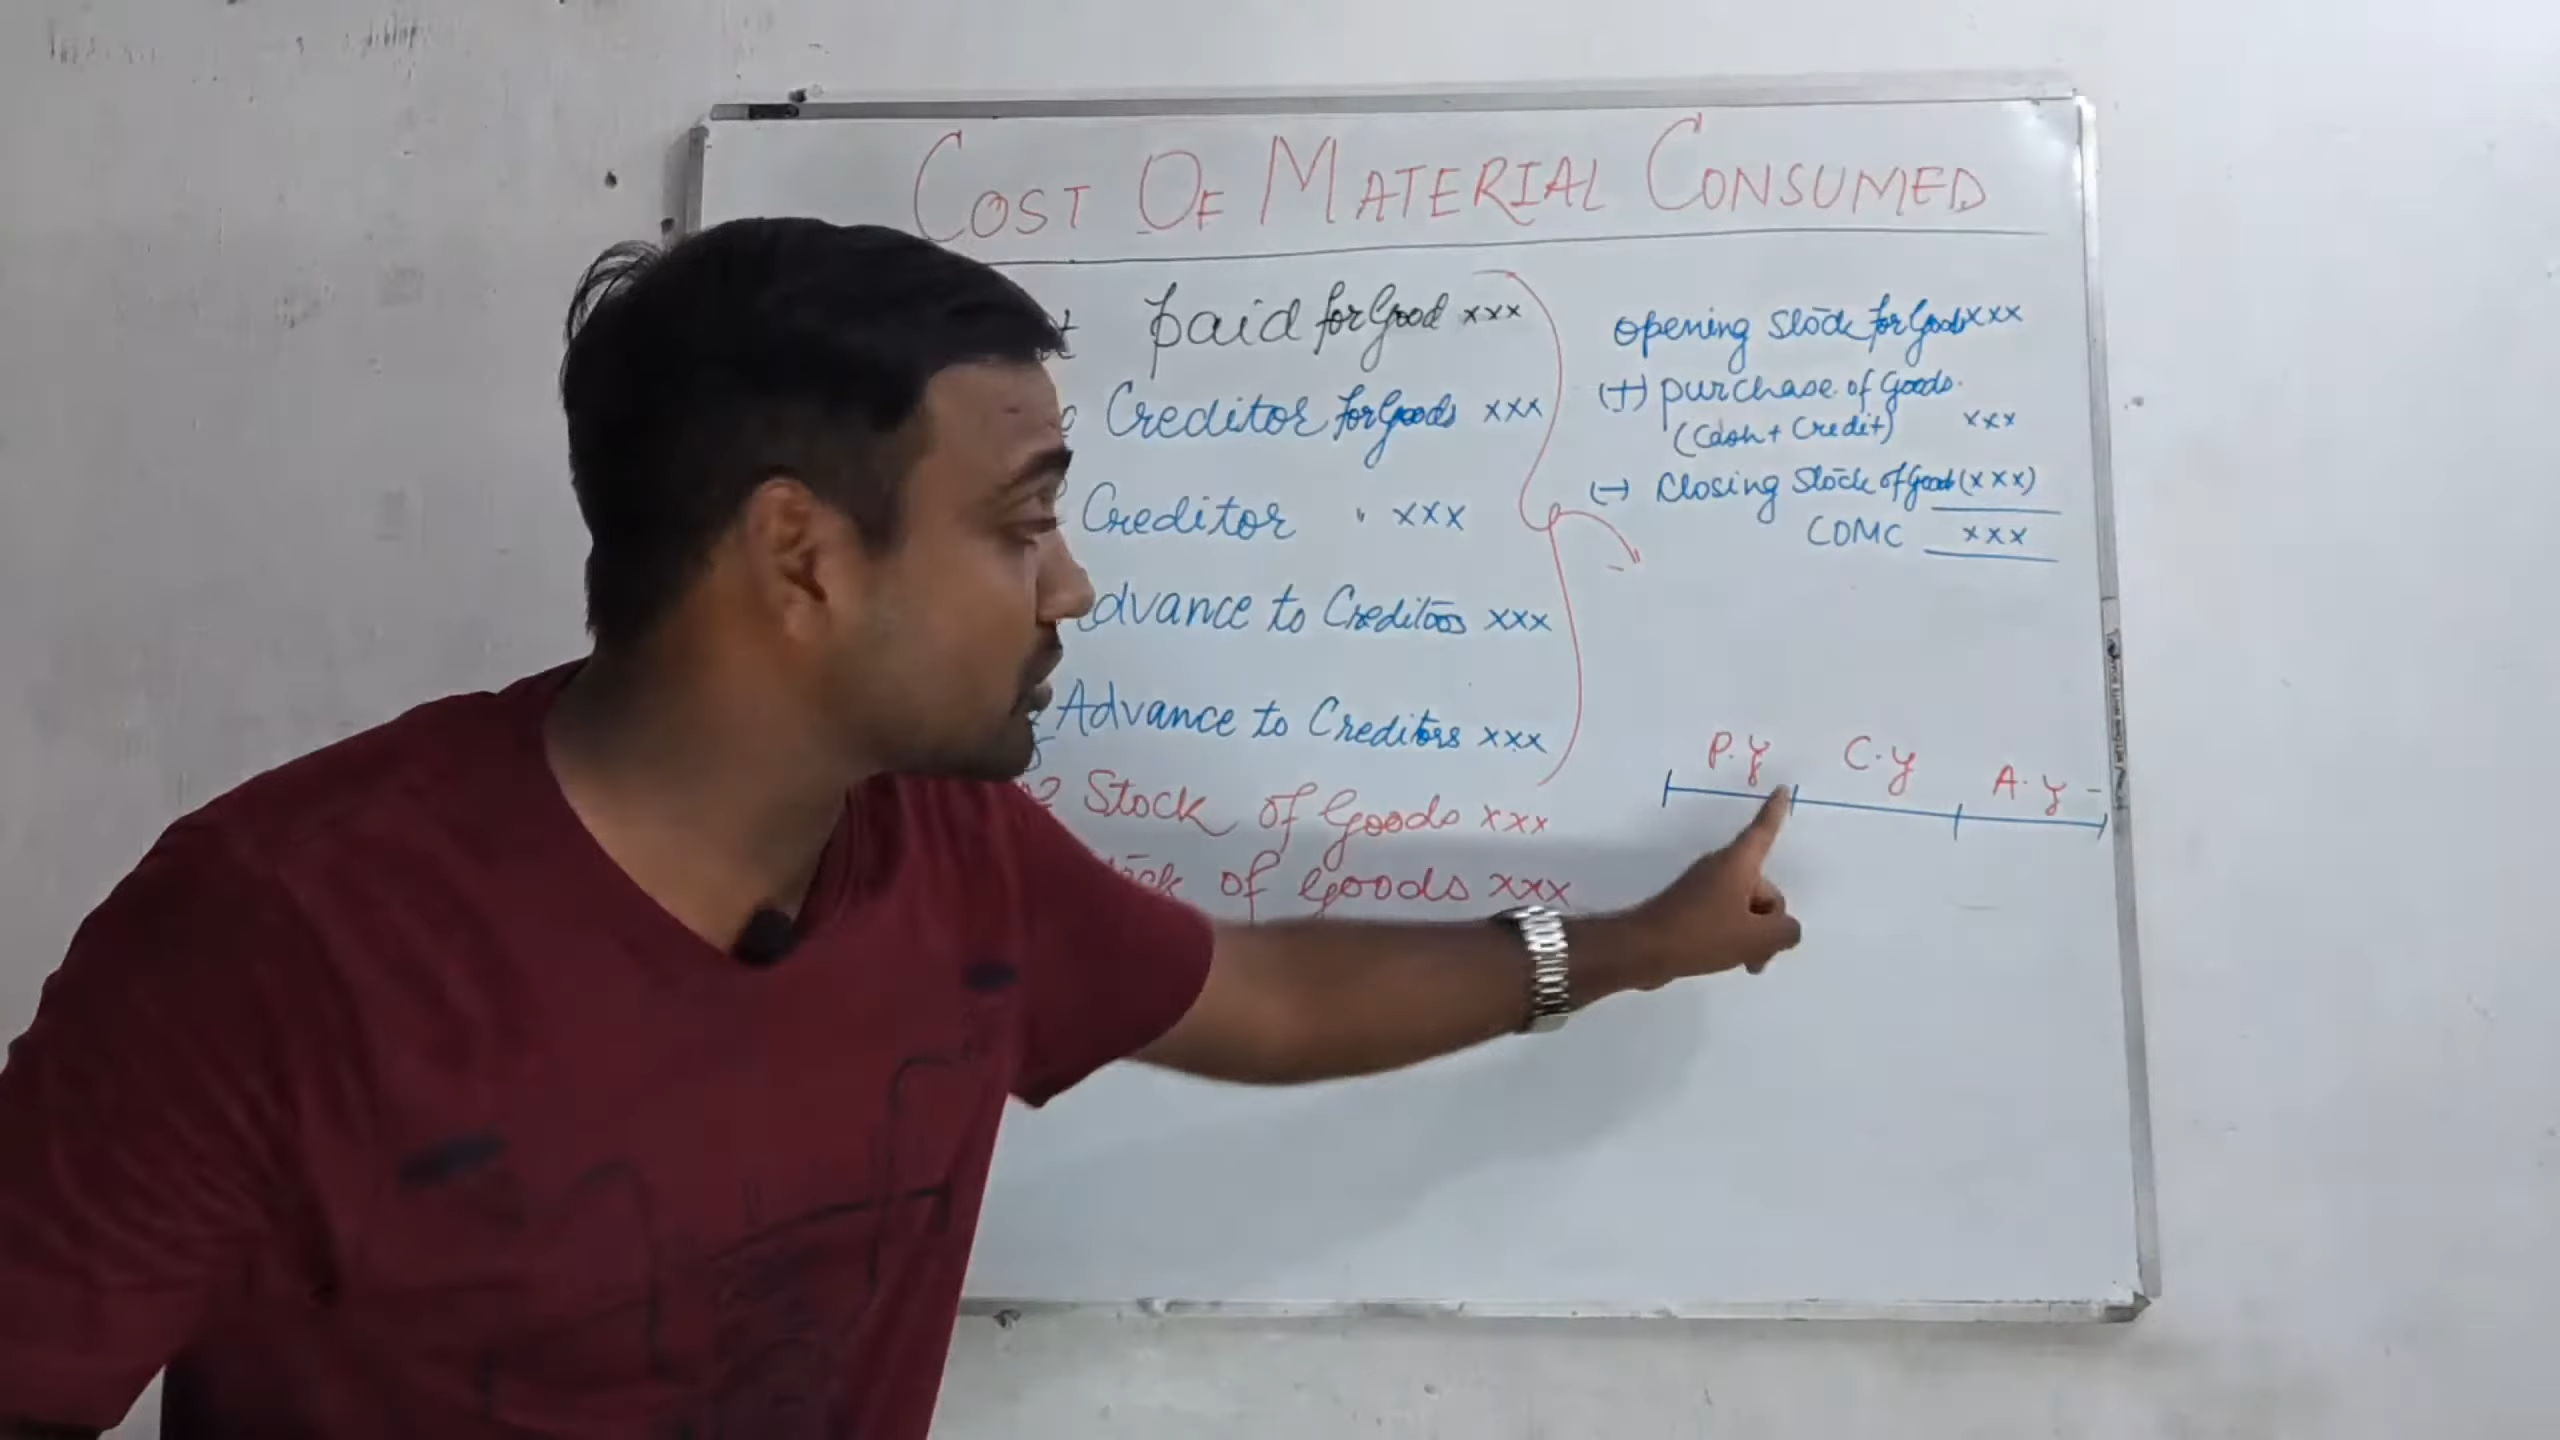 COST OF MATERIAL CONSUMED
paid for Good xxx
Creditor for goods xxx
Creditor " xxx
dvance to Creditors xxx
Advance to Creditors xxx
Stock of Goods xxx
of goods xxx
opening stock for Goods xxx
(+) purchase of Goods.
(Cash + Credit) xxx
(-) Closing Stock of Good (xxx)
COMC xxx
P.y C.y A.y